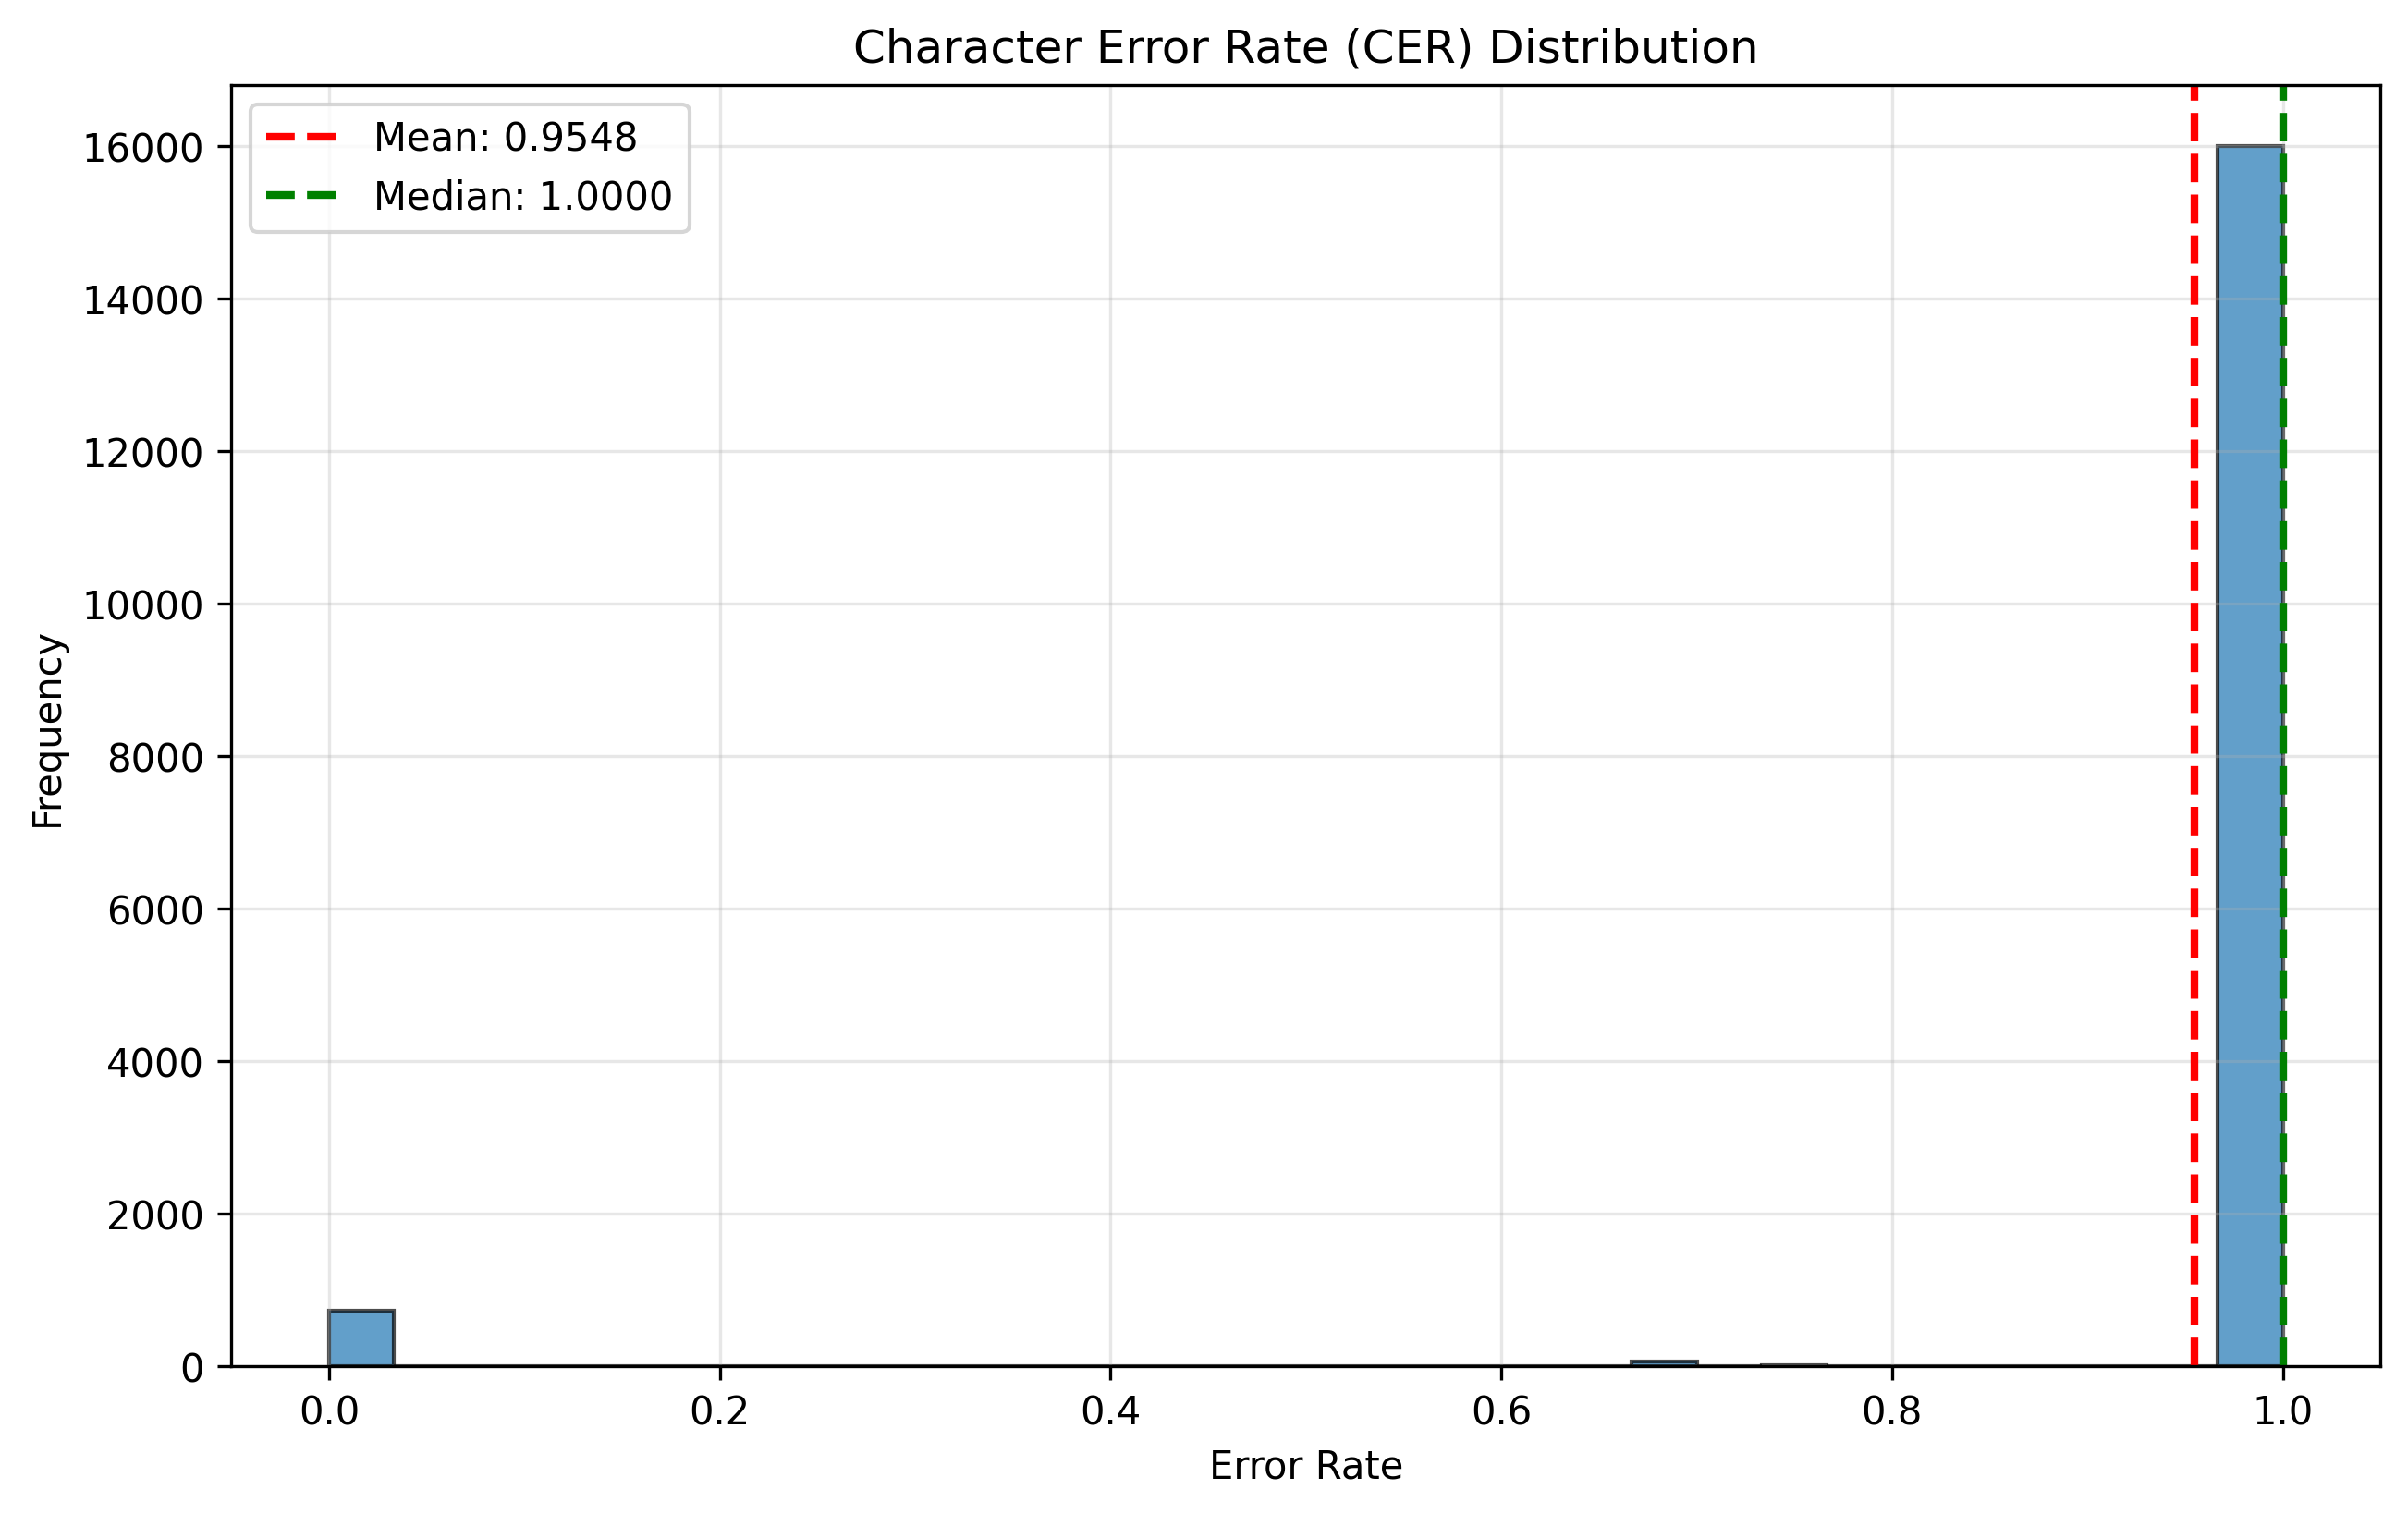 Character Error Rate (CER) Distribution
Mean: 0.9548
Median: 1.0000
16000
14000
12000
10000
8000
6000
4000
2000
0
Frequency
0.0 0.2 0.4 0.6 0.8 1.0
Error Rate